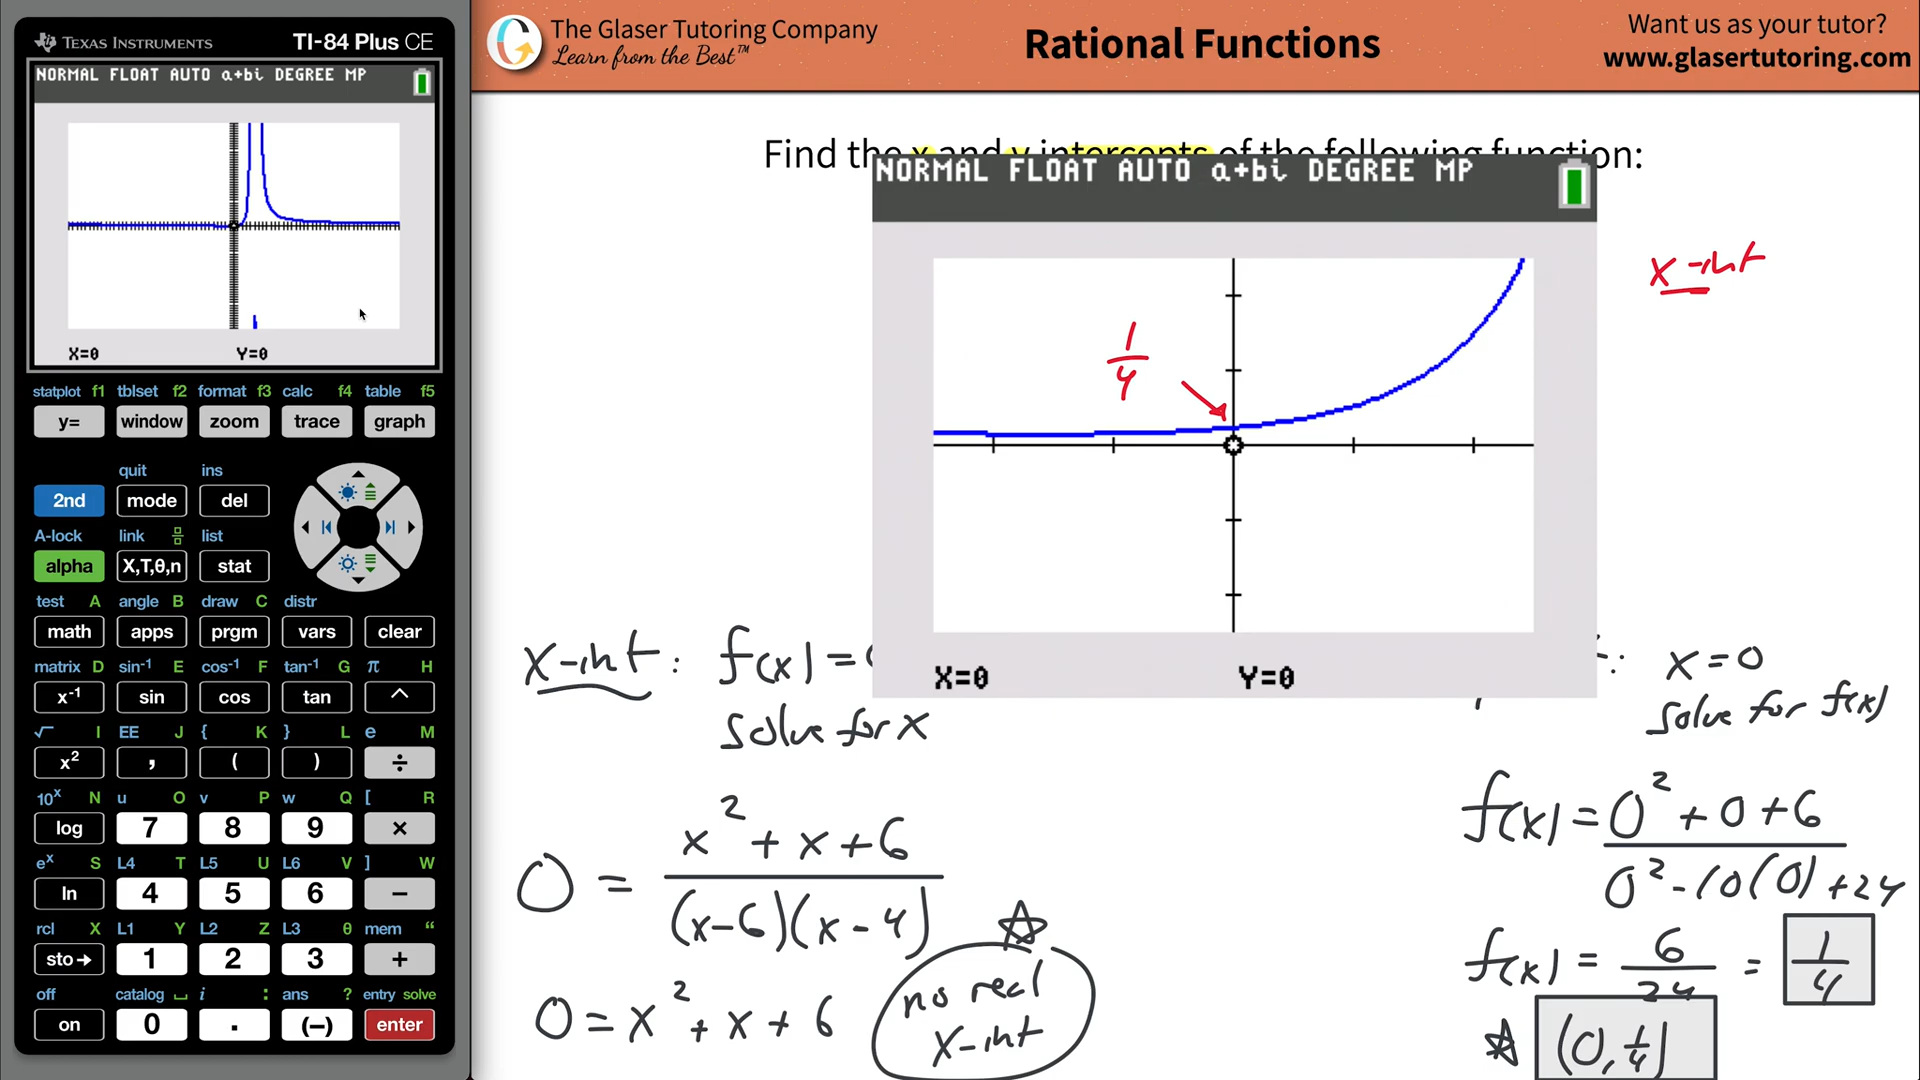 TEXAS INSTRUMENTS TI-84 Plus CE
NORMAL FLOAT AUTO a+bi DEGREE MP
X=0 Y=0
statplot f1 tblset f2 format f3 calc f4 table f5
y= window zoom trace graph
quit ins
2nd mode del
A-lock link list
alpha X,T,θ,n stat
test A angle B draw C distr
math apps prgm vars clear
matrix D sin⁻¹ E cos⁻¹ F tan⁻¹ G π H
x⁻¹ sin cos tan ^
√ I EE J { K } L e M
x² , ( ) ÷
10ˣ N u O v P w Q [ R
log 7 8 9 ×
eˣ S L4 T L5 U L6 V ] W
ln 4 5 6 −
rcl X L1 Y L2 Z L3 θ mem "
sto→ 1 2 3 +
off catalog ␣ i : ans ? entry solve
on 0 . (−) enter
The Glaser Tutoring Company
Learn from the Best™
Rational Functions
Want us as your tutor?
www.glasertutoring.com
Find the x and y intercepts of the following function:
NORMAL FLOAT AUTO a+bi DEGREE MP
x-int
1/4
X=0 Y=0
x-int: f(x) =
solve for x
0 = x² + x + 6 / (x-6)(x-4)
0 = x² + x + 6
no real
x-int
: x = 0
solve for f(x)
f(x) = 0² + 0 + 6 / 0² - 10(0) + 24
f(x) = 6/24 = 1/4
(0, 1/4)